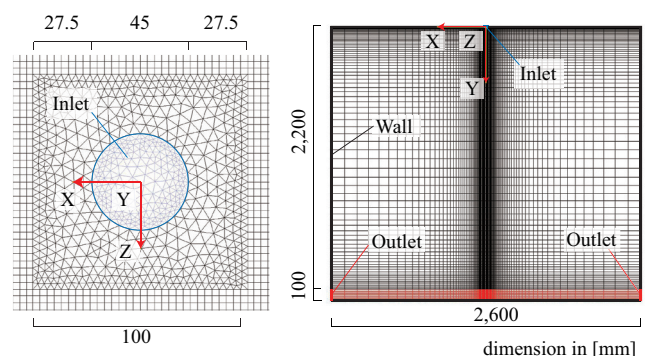 27.5 45 27.5
Inlet
X Y
Z
100
X Z
Y
Inlet
Wall
2,200
Outlet Outlet
100
2,600
dimension in [mm]